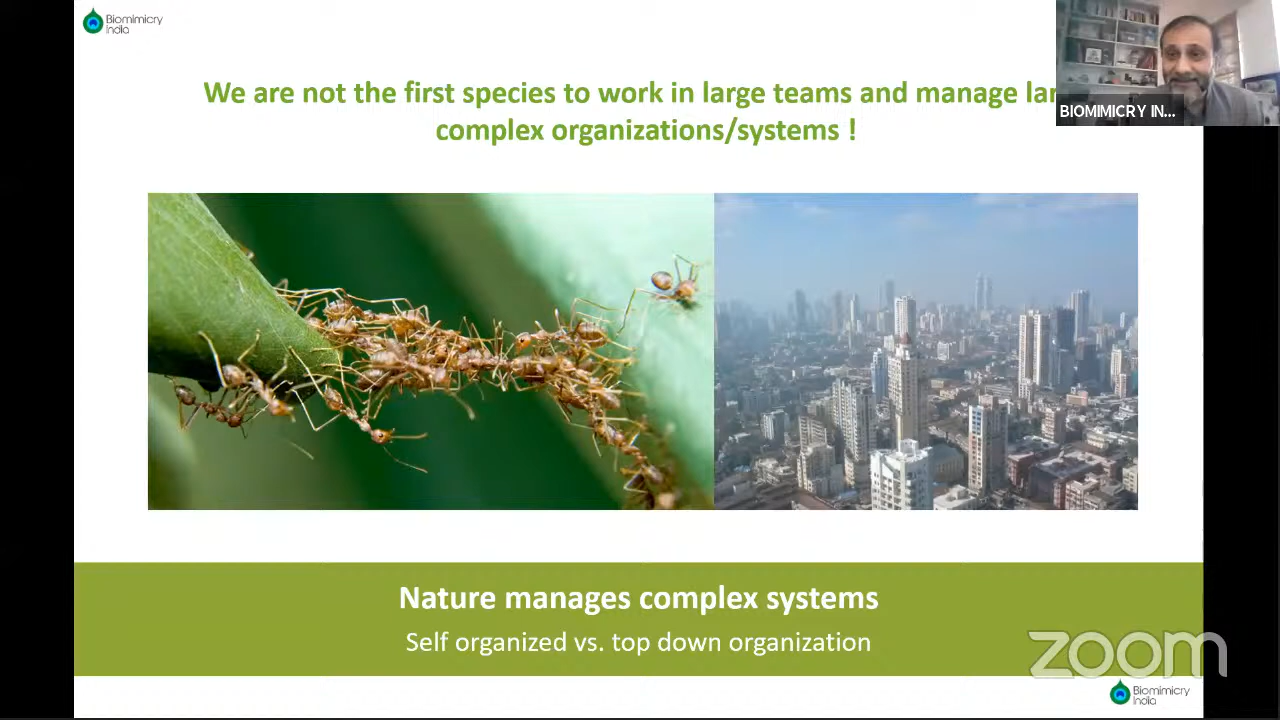 Biomimicry
India
We are not the first species to work in large teams and manage
complex organizations/systems !
BIOMIMICRY IN...
Nature manages complex systems
Self organized vs. top down organization
zoom
Biomimicry
India